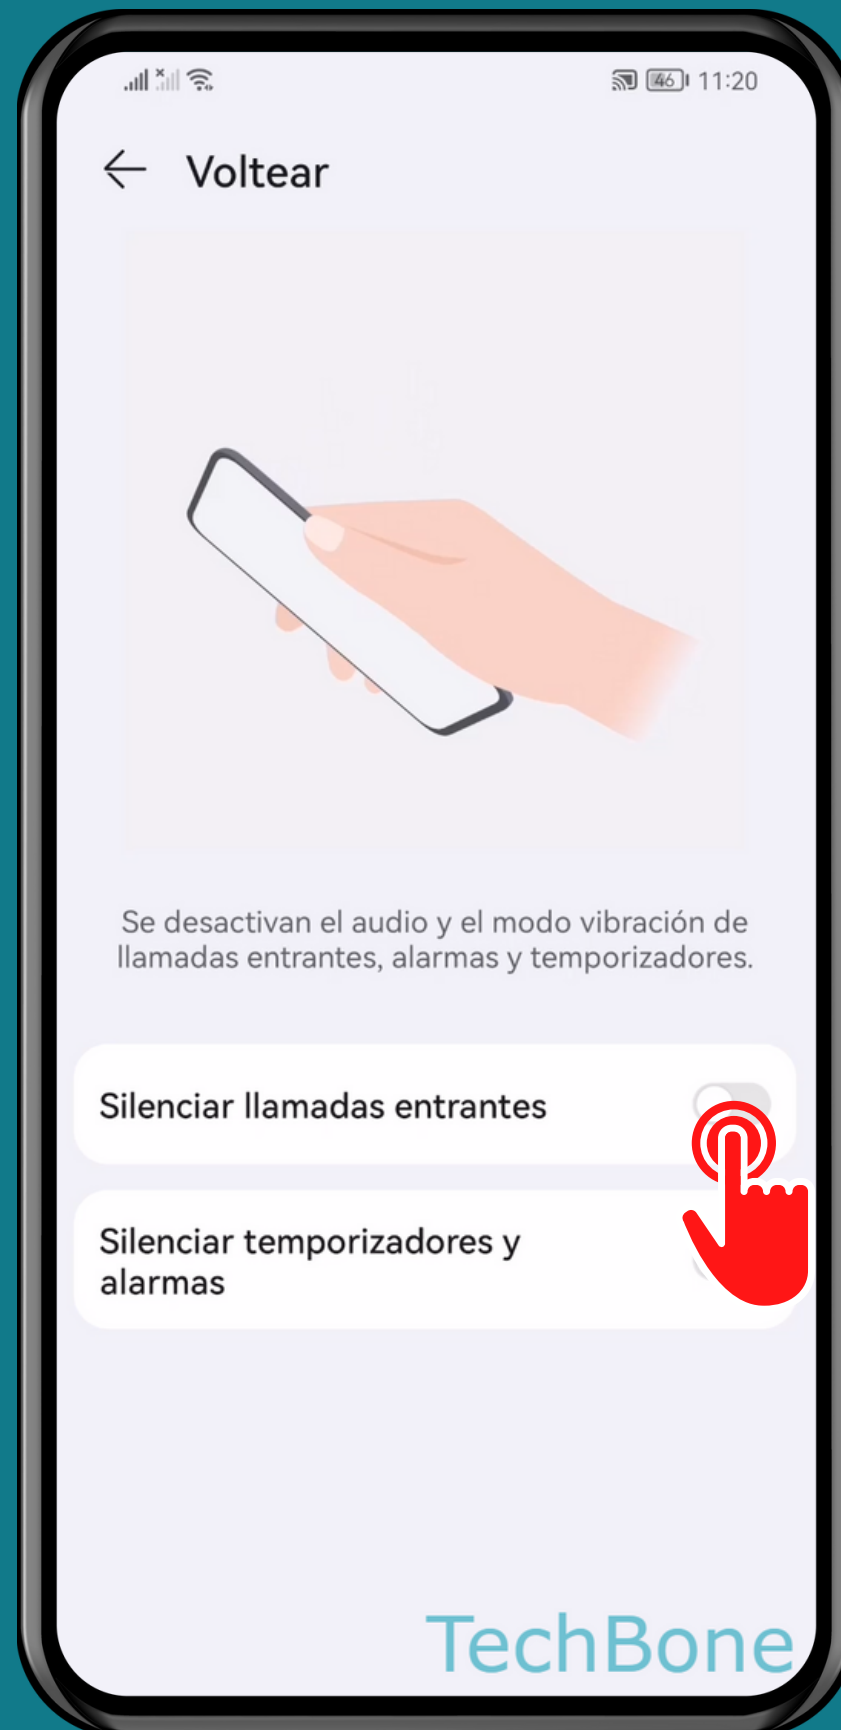 46 11:20
Voltear
Se desactivan el audio y el modo vibración de
llamadas entrantes, alarmas y temporizadores.
Silenciar llamadas entrantes
Silenciar temporizadores y
alarmas
TechBone